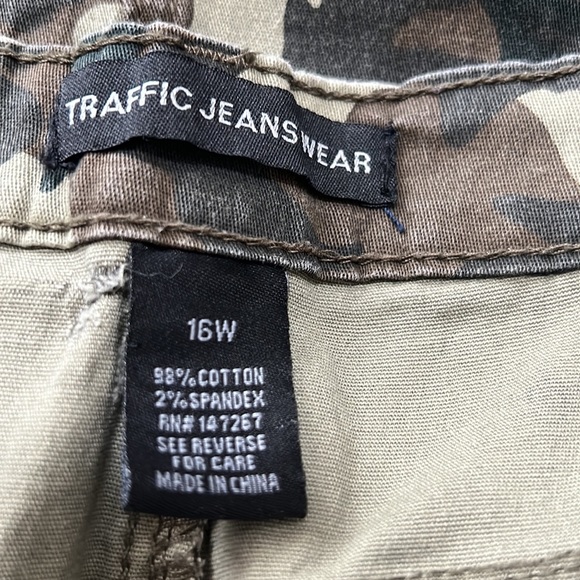 TRAFFIC JEANSWEAR
16W
98%COTTON
2%SPANDEX
RN#147267
SEE REVERSE
FOR CARE
MADE IN CHINA